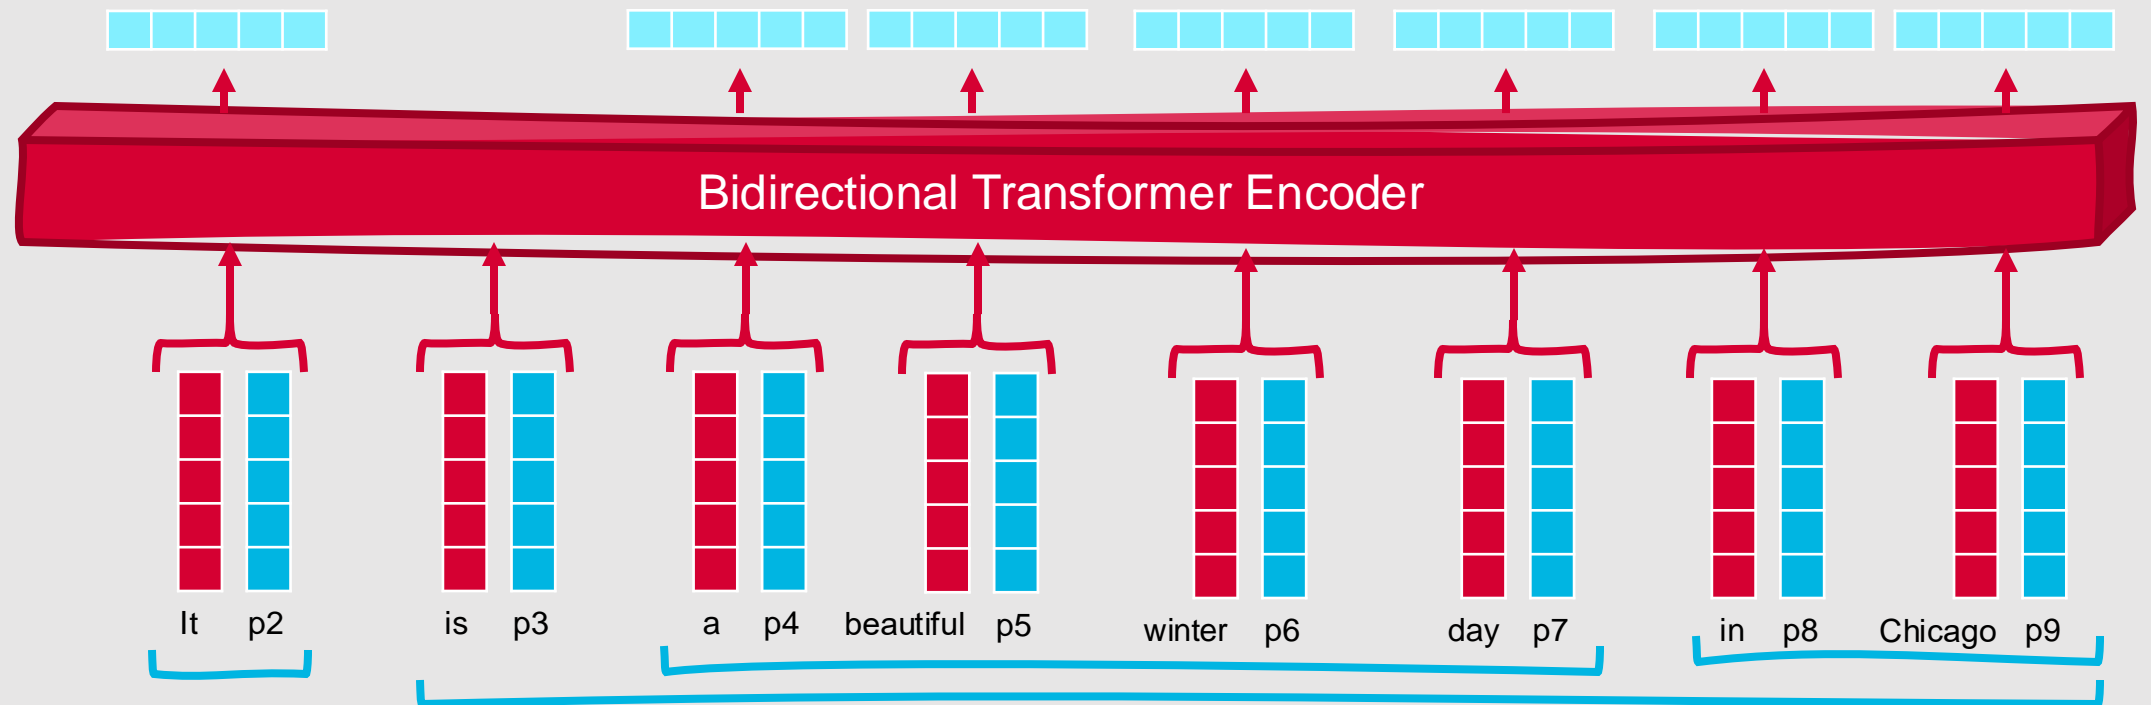 Bidirectional Transformer Encoder
It p2 is p3 a p4 beautiful p5 winter p6 day p7 in p8 Chicago p9